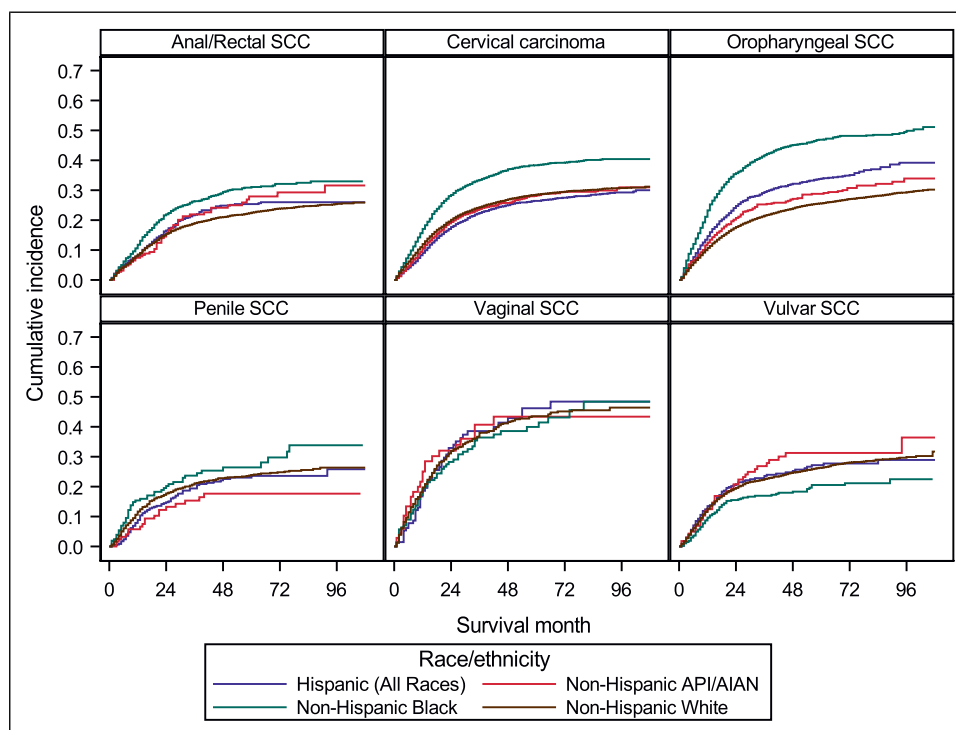 Anal/Rectal SCC Cervical carcinoma Oropharyngeal SCC
0.7
0.6
0.5
0.4
0.3
0.2
0.1
0.0
Penile SCC Vaginal SCC Vulvar SCC
0.7
0.6
0.5
0.4
0.3
0.2
0.1
0.0
Cumulative incidence
0 24 48 72 96 0 24 48 72 96 0 24 48 72 96
Survival month
Race/ethnicity
Hispanic (All Races) Non-Hispanic API/AIAN
Non-Hispanic Black Non-Hispanic White